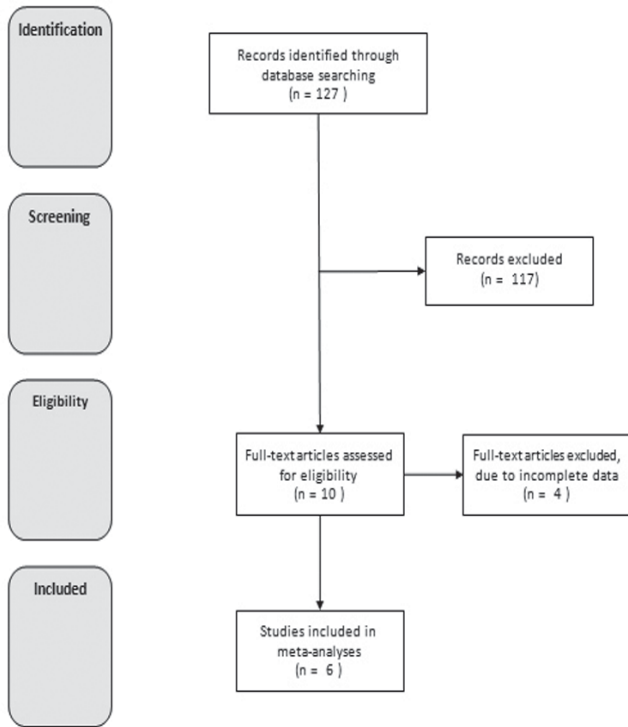 Identification
Records identified through
database searching
(n = 127 )
Screening
Records excluded
(n = 117)
Eligibility
Full-text articles assessed
for eligibility
(n = 10 )
Full-text articles excluded,
due to incomplete data
(n = 4 )
Included
Studies included in
meta-analyses
(n = 6 )